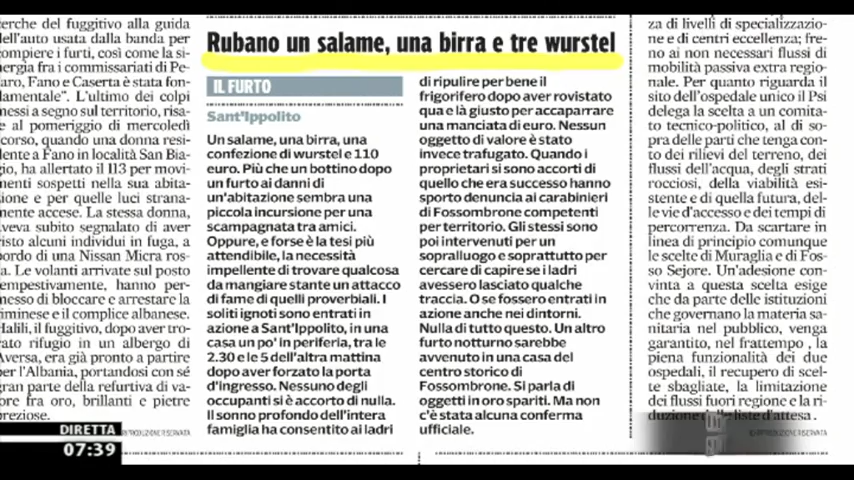 cerche del fuggitivo alla guida
dell'auto usata dalla banda per
compiere i furti, così come la si-
nergia fra i commissariati di Pe-
saro, Fano e Caserta è stata fon-
damentale". L'ultimo dei colpi
messi a segno sul territorio, risa-
e al pomeriggio di mercoledì
corso, quando una donna resi-
dente a Fano in località San Bia-
gio, ha allertato il 113 per movi-
menti sospetti nella sua abita-
zione e per quelle luci strana-
mente accese. La stessa donna,
aveva subito segnalato di aver
visto alcuni individui in fuga, a
bordo di una Nissan Micra ros-
sa. Le volanti arrivate sul posto
tempestivamente, hanno per-
messo di bloccare e arrestare la
riminese e il complice albanese.
Halili, il fuggitivo, dopo aver tro-
vato rifugio in un albergo di
Aversa, era già pronto a partire
per l'Albania, portandosi con sé
gran parte della refurtiva di va-
lore fra oro, brillanti e pietre
preziose.
RIPRODUZIONE RISERVATA
Rubano un salame, una birra e tre wurstel
IL FURTO
Sant'Ippolito
Un salame, una birra, una
confezione di wurstel e 110
euro. Più che un bottino dopo
un furto ai danni di
un'abitazione sembra una
piccola incursione per una
scampagnata tra amici.
Oppure, e forse è la tesi più
attendibile, la necessità
impellente di trovare qualcosa
da mangiare stante un attacco
di fame di quelli proverbiali. I
soliti ignoti sono entrati in
azione a Sant'Ippolito, in una
casa un po' in periferia, tra le
2.30 e le 5 dell'altra mattina
dopo aver forzato la porta
d'ingresso. Nessuno degli
occupanti si è accorto di nulla.
Il sonno profondo dell'intera
famiglia ha consentito ai ladri
di ripulire per bene il
frigorifero dopo aver rovistato
qua e là giusto per accaparrare
una manciata di euro. Nessun
oggetto di valore è stato
invece trafugato. Quando i
proprietari si sono accorti di
quello che era successo hanno
sporto denuncia ai carabinieri
di Fossombrone competenti
per territorio. Gli stessi sono
poi intervenuti per un
sopralluogo e soprattutto per
cercare di capire se i ladri
avessero lasciato qualche
traccia. O se fossero entrati in
azione anche nei dintorni.
Nulla di tutto questo. Un altro
furto notturno sarebbe
avvenuto in una casa del
centro storico di
Fossombrone. Si parla di
oggetti in oro spariti. Ma non
c'è stata alcuna conferma
ufficiale.
za di livelli di specializzazio-
e di centri eccellenza; freno
ai non necessari flussi di
mobilità passiva extra regio-
nale. Per quanto riguarda il
sito dell'ospedale unico il Psi
delega la scelta a un comita-
to tecnico-politico, al di so-
pra delle parti che tenga con-
to dei rilievi del terreno, dei
flussi dell'acqua, degli strati
rocciosi, della viabilità esi-
stente e di quella futura, del-
le vie d'accesso e dei tempi di
percorrenza. Da scartare in
linea di principio comunque
le scelte di Muraglia e di Fos-
so Sejore. Un'adesione con-
vinta a questa scelta esige
che da parte delle istituzioni
che governano la materia sa-
nitaria nel pubblico, venga
garantito, nel frattempo , la
piena funzionalità dei due
ospedali, il recupero di scel-
te sbagliate, la limitazione
dei flussi fuori regione e la ri-
duzione delle liste d'attesa.
RIPRODUZIONE RISERVATA
DIRETTA
07:39